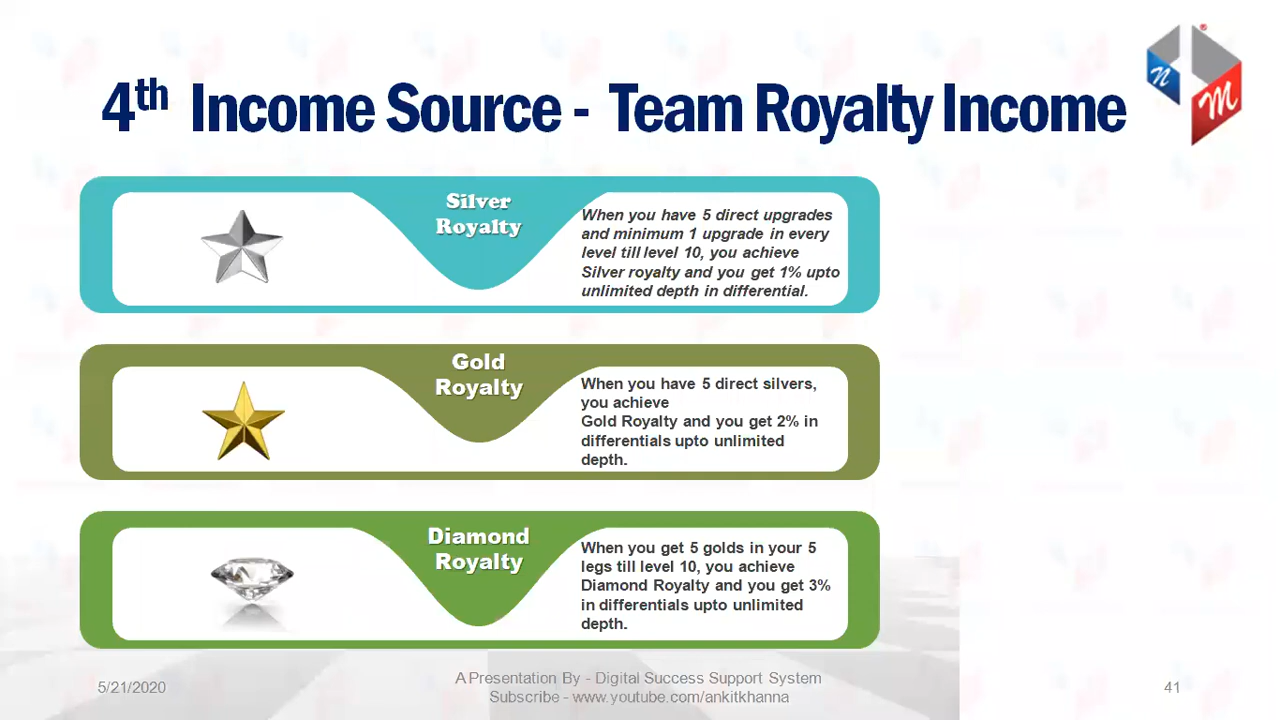 4th Income Source - Team Royalty Income
n
m
Silver
Royalty
When you have 5 direct upgrades
and minimum 1 upgrade in every
level till level 10, you achieve
Silver royalty and you get 1% upto
unlimited depth in differential.
Gold
Royalty
When you have 5 direct silvers,
you achieve
Gold Royalty and you get 2% in
differentials upto unlimited
depth.
Diamond
Royalty
When you get 5 golds in your 5
legs till level 10, you achieve
Diamond Royalty and you get 3%
in differentials upto unlimited
depth.
5/21/2020
A Presentation By - Digital Success Support System
Subscribe - www.youtube.com/ankitkhanna
41